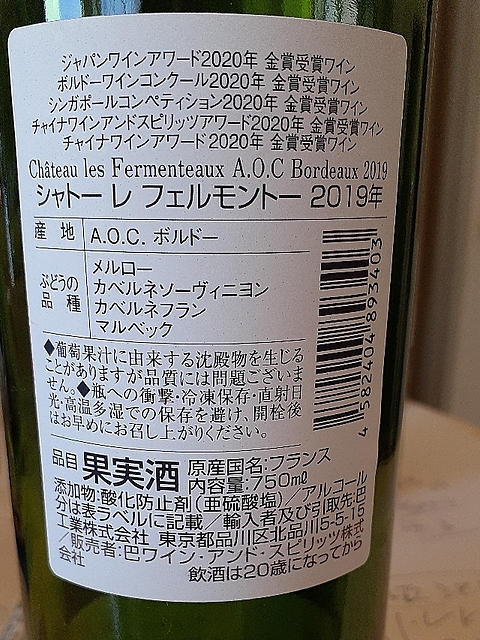 ジャパンワインアワード2020年 金賞受賞ワイン
ボルドーワインコンクール2020年 金賞受賞ワイン
シンガポールコンペティション2020年 金賞受賞ワイン
チャイナワインアンドスピリッツアワード2020年 金賞受賞ワイン
チャイナワインアワード2020年 金賞受賞ワイン
Château les Fermenteaux A.O.C Bordeaux 2019
シャトー レ フェルモントー 2019年
産 地 A.O.C. ボルドー
ぶどうの品 種
メルロー
カベルネソーヴィニヨン
カベルネフラン
マルベック
◆葡萄果汁に由来する沈殿物を生じる
ことがありますが品質には問題ございま
せん。◆瓶への衝撃・冷凍保存・直射日
光・高温多湿での保存を避け、開栓後
はお早めにお召し上がりください。
4 582404 893403
品目 果実酒 原産国名:フランス
内容量:750mℓ
添加物:酸化防止剤(亜硫酸塩)/アルコール
分は表ラベルに記載/輸入者及び引取先:巴
工業株式会社 東京都品川区北品川5-5-15
/販売者:巴ワイン・アンド・スピリッツ株式
会社
飲酒は20歳になってから